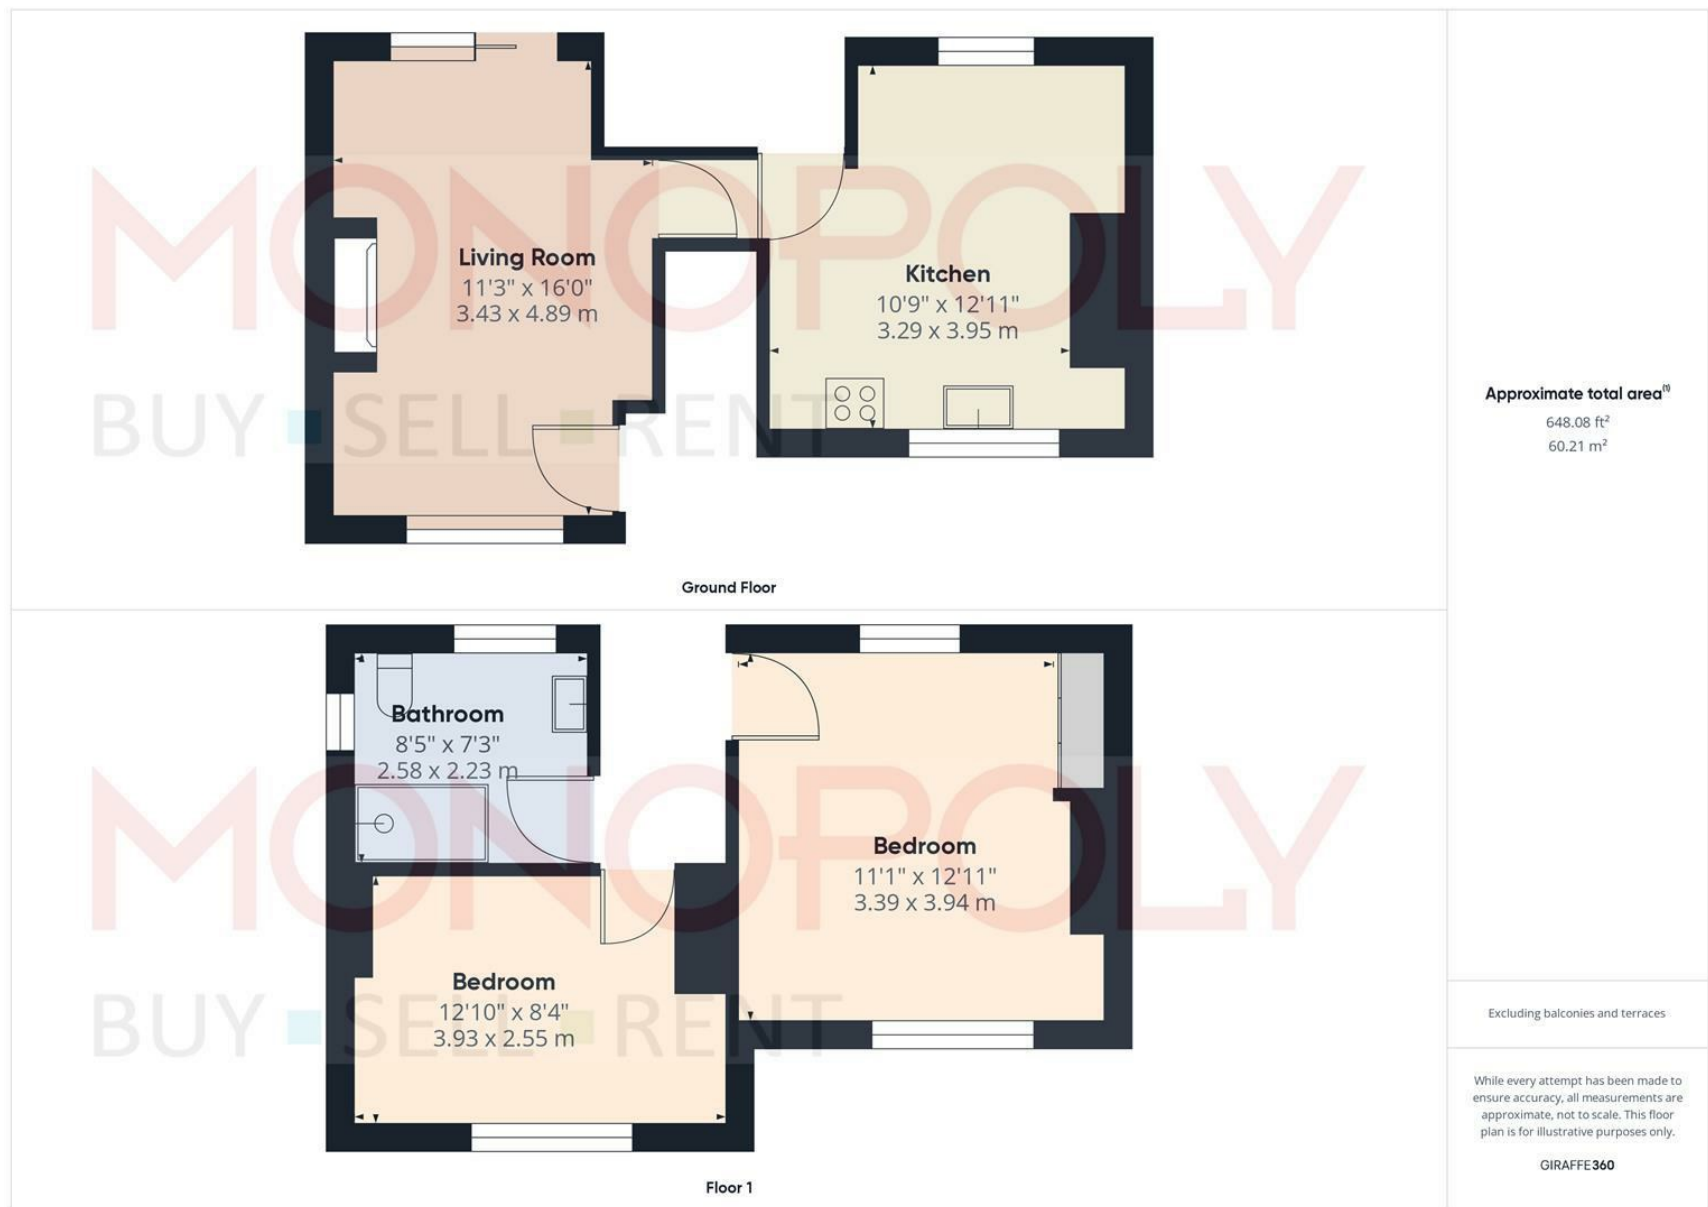 MONOPOLY
BUY SELL RENT
Living Room
11'3" x 16'0"
3.43 x 4.89 m
Kitchen
10'9" x 12'11"
3.29 x 3.95 m
Ground Floor
MONOPOLY
BUY SELL RENT
Bathroom
8'5" x 7'3"
2.58 x 2.23 m
Bedroom
11'1" x 12'11"
3.39 x 3.94 m
Bedroom
12'10" x 8'4"
3.93 x 2.55 m
Floor 1
Approximate total area⁽¹⁾
648.08 ft²
60.21 m²
Excluding balconies and terraces
While every attempt has been made to
ensure accuracy, all measurements are
approximate, not to scale. This floor
plan is for illustrative purposes only.
GIRAFFE360